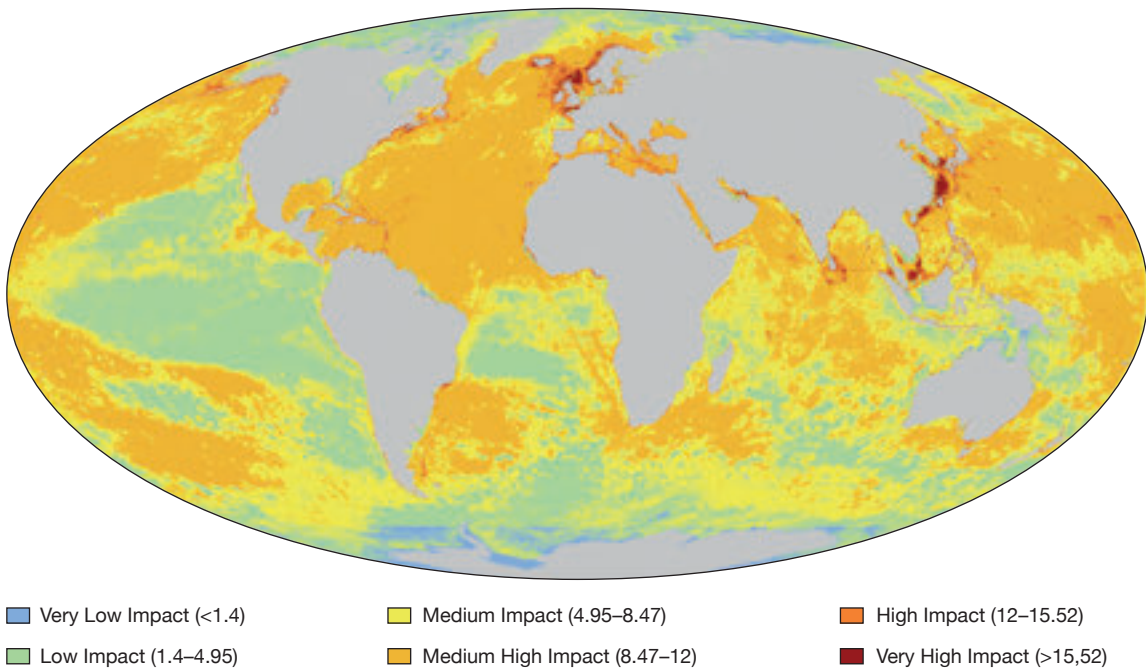 Very Low Impact (<1.4)
Medium Impact (4.95–8.47)
High Impact (12–15.52)
Low Impact (1.4–4.95)
Medium High Impact (8.47–12)
Very High Impact (>15,52)